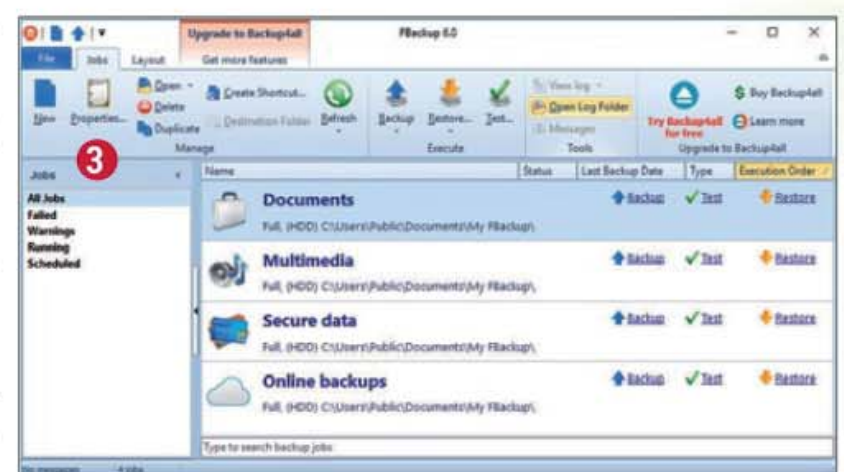 Upgrade to Backup4all
FBackup 6.0
File
Jobs
Layout
Get more features
New
Properties...
Open
Delete
Duplicate
Create Shortcut...
Destination Folder
Refresh
Manage
Backup
Restore...
Test...
Execute
View log
Open Log Folder
Messages
Tools
Try Backup4all
for free
$ Buy Backup4all
Learn more
Upgrade to Backup4all
3
Jobs
All Jobs
Failed
Warnings
Running
Scheduled
Name
Status
Last Backup Date
Type
Execution Order
Documents
Backup
Test
Restore
Full, (HDD) C:\Users\Public\Documents\My FBackup\,
Multimedia
Backup
Test
Restore
Full, (HDD) C:\Users\Public\Documents\My FBackup\,
Secure data
Backup
Test
Restore
Full, (HDD) C:\Users\Public\Documents\My FBackup\,
Online backups
Backup
Test
Restore
Full, (HDD) C:\Users\Public\Documents\My FBackup\,
Type to search backup jobs
No messages
4 jobs